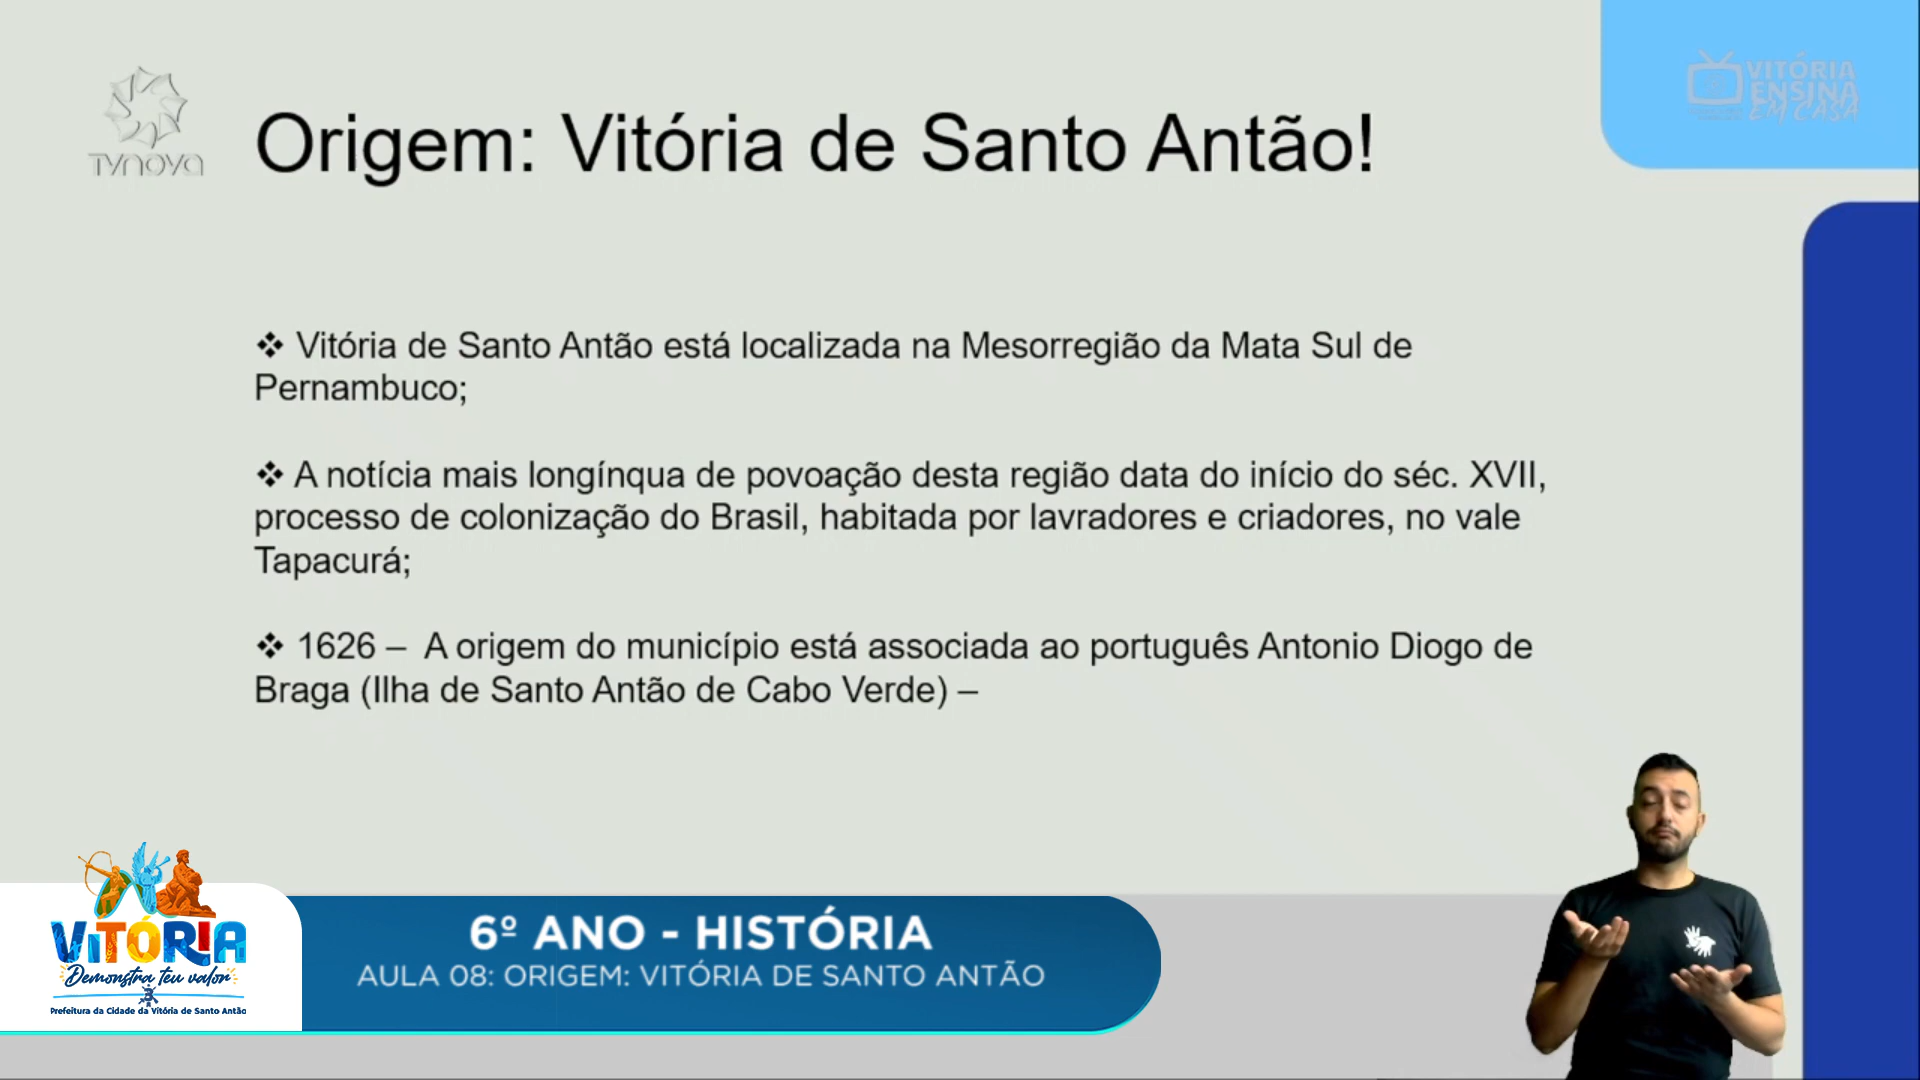 TVNOVA
VITÓRIA
ENSINA
EM CASA
Origem: Vitória de Santo Antão!
❖ Vitória de Santo Antão está localizada na Mesorregião da Mata Sul de
Pernambuco;
❖ A notícia mais longínqua de povoação desta região data do início do séc. XVII,
processo de colonização do Brasil, habitada por lavradores e criadores, no vale
Tapacurá;
❖ 1626 – A origem do município está associada ao português Antonio Diogo de
Braga (Ilha de Santo Antão de Cabo Verde) –
VITÓRIA
Demonstra teu valor
Prefeitura da Cidade da Vitória de Santo Antão
6º ANO - HISTÓRIA
AULA 08: ORIGEM: VITÓRIA DE SANTO ANTÃO